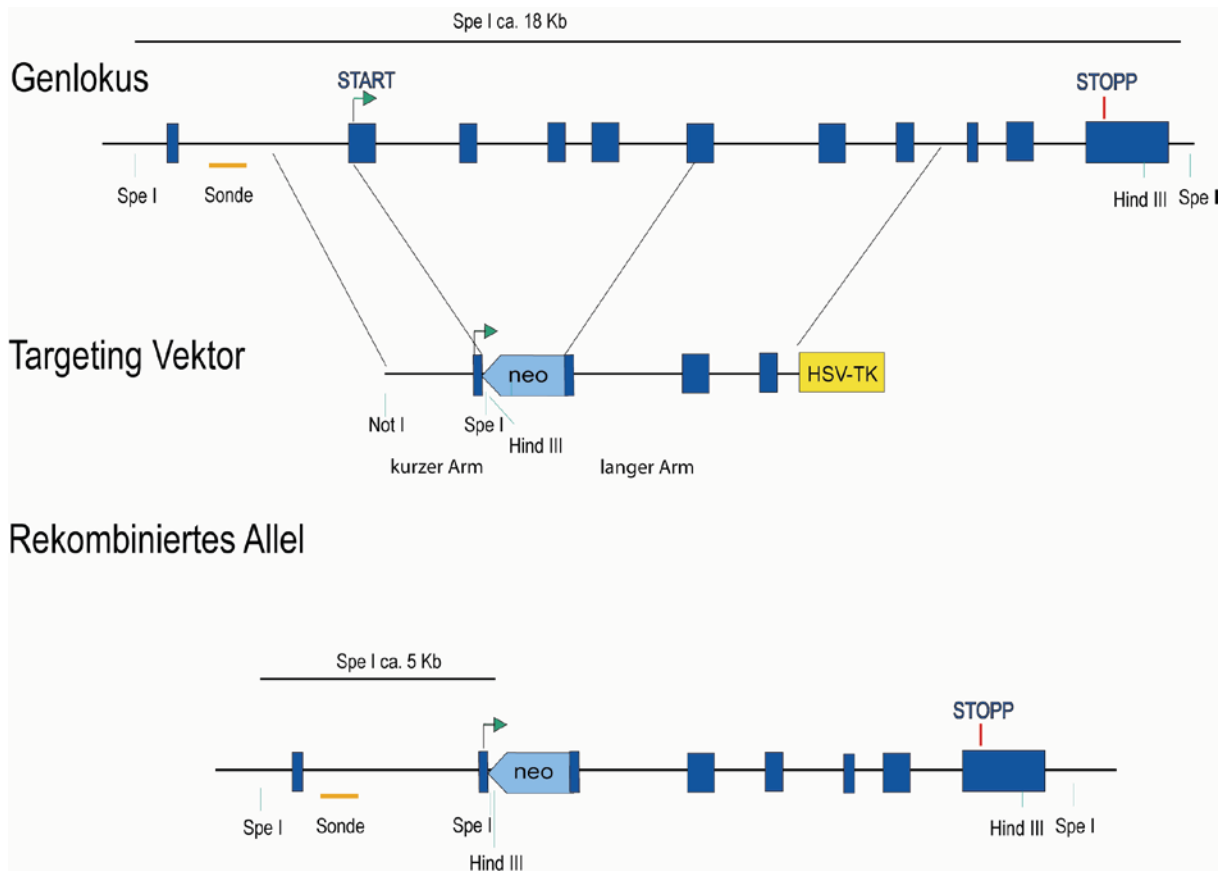 Spe I ca. 18 Kb
Genlokus
START
STOPP
Spe I
Sonde
Hind III
Spe I
Targeting Vektor
neo
HSV-TK
Not I
Spe I
Hind III
kurzer Arm
langer Arm
Rekombiniertes Allel
Spe I ca. 5 Kb
STOPP
neo
Spe I
Sonde
Spe I
Hind III
Hind III
Spe I